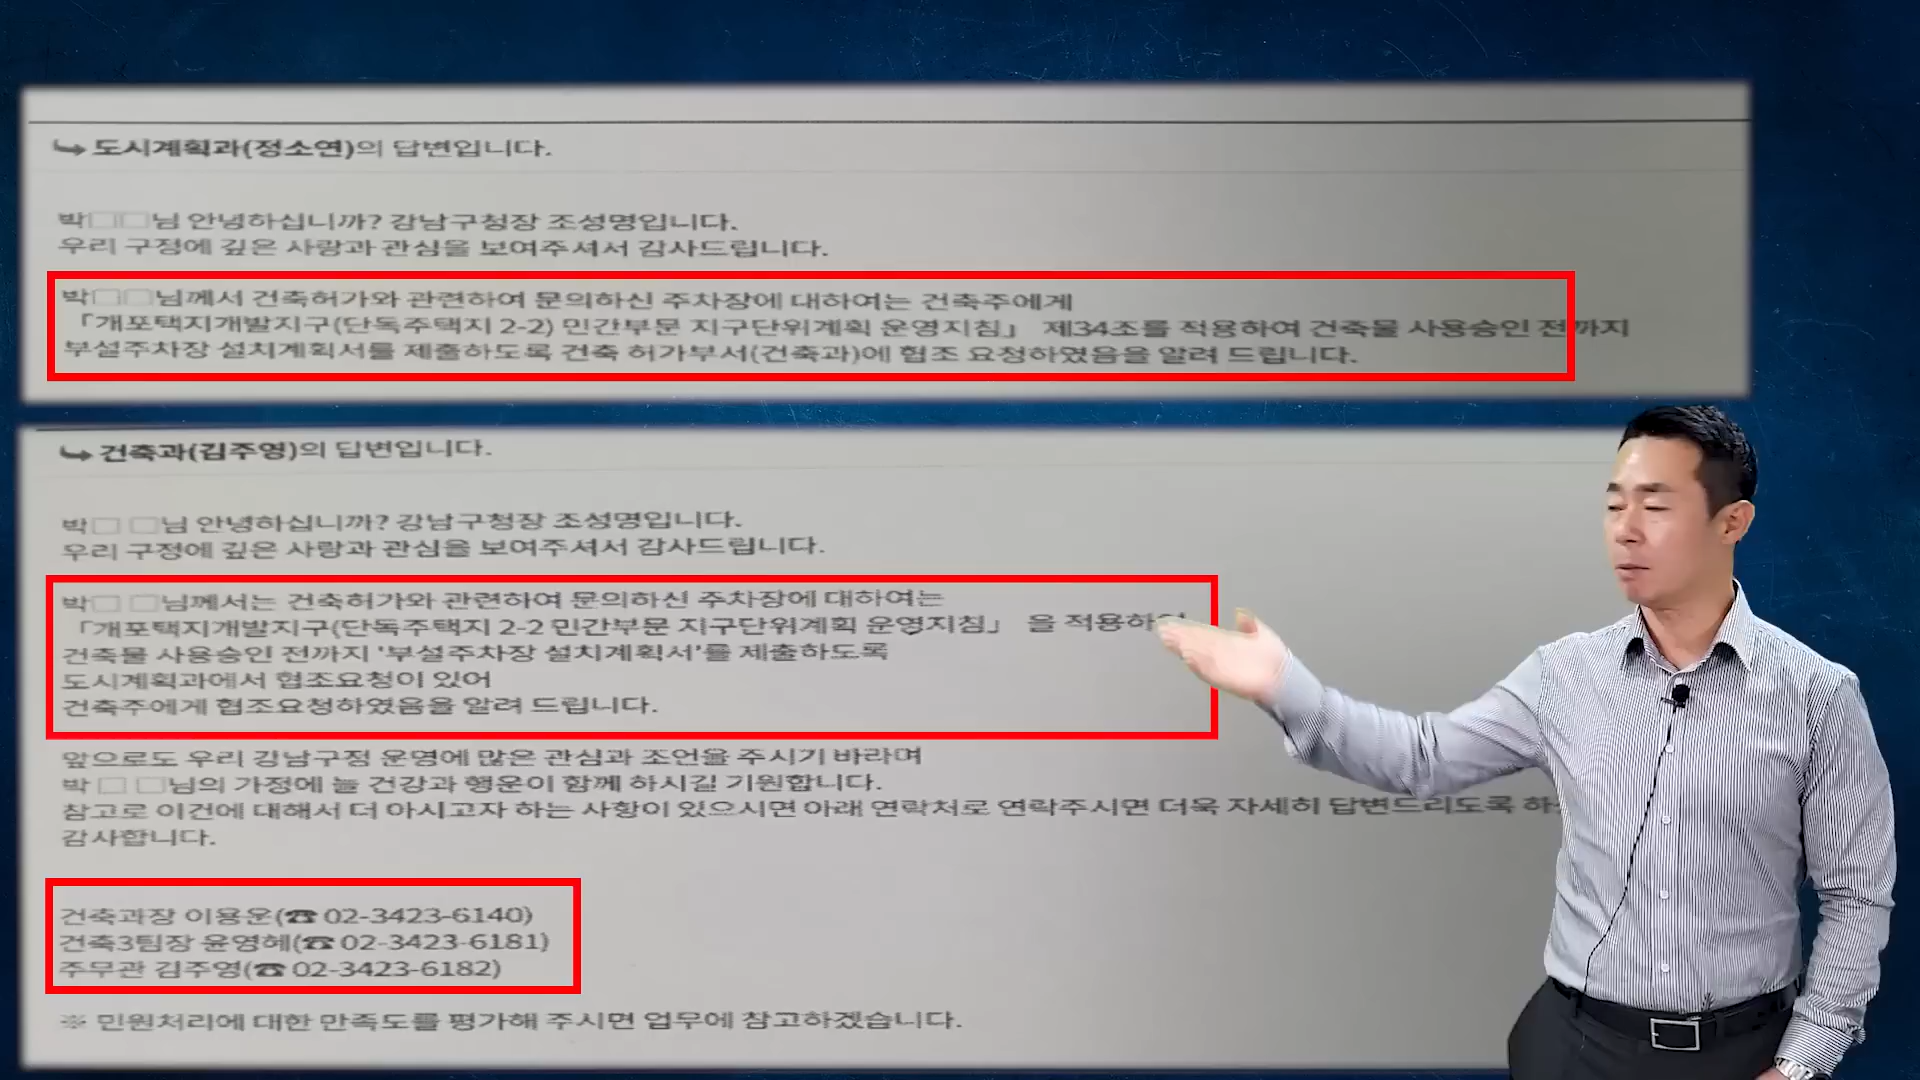 도시계획과(정소연)의 답변입니다.
박□□님 안녕하십니까? 강남구청장 조성명입니다.
우리 구정에 깊은 사랑과 관심을 보여주셔서 감사드립니다.
박□□님께서 건축허가와 관련하여 문의하신 주차장에 대하여는 건축주에게
「개포택지개발지구(단독주택지 2-2) 민간부문 지구단위계획 운영지침」 제34조를 적용하여 건축물 사용승인 전까지
부설주차장 설치계획서를 제출하도록 건축 허가부서(건축과)에 협조 요청하였음을 알려 드립니다.
건축과(김주영)의 답변입니다.
박□ □님 안녕하십니까? 강남구청장 조성명입니다.
우리 구정에 깊은 사랑과 관심을 보여주셔서 감사드립니다.
박□ □님께서는 건축허가와 관련하여 문의하신 주차장에 대하여는
「개포택지개발지구(단독주택지 2-2 민간부문 지구단위계획 운영지침」 을
건축물 사용승인 전까지 '부설주차장 설치계획서'를 제출하도록
도시계획과에서 협조요청이 있어
건축주에게 협조요청하였음을 알려 드립니다.
앞으로도 우리 강남구정 운영에 많은 관심과 조언을 주시기 바라며
박 □ □님의 가정에 늘 건강과 행운이 함께 하시길 기원합니다.
참고로 이건에 대해서 더 아시고자 하는 사항이 있으시면 아래 연락처로 연락주시면 더욱 자세히 답변드리도록
감사합니다.
건축과장 이용운(☎ 02-3423-6140)
건축3팀장 윤영혜(☎ 02-3423-6181)
주무관 김주영(☎ 02-3423-6182)
※ 민원처리에 대한 만족도를 평가해 주시면 업무에 참고하겠습니다.